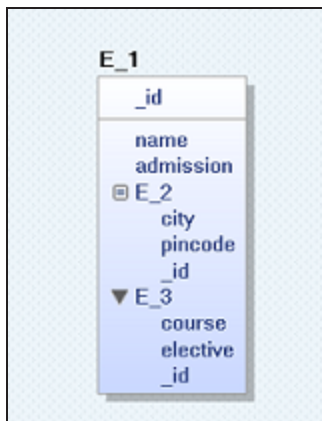 E_1
_id
name
admission
E_2
city
pincode
_id
E_3
course
elective
_id